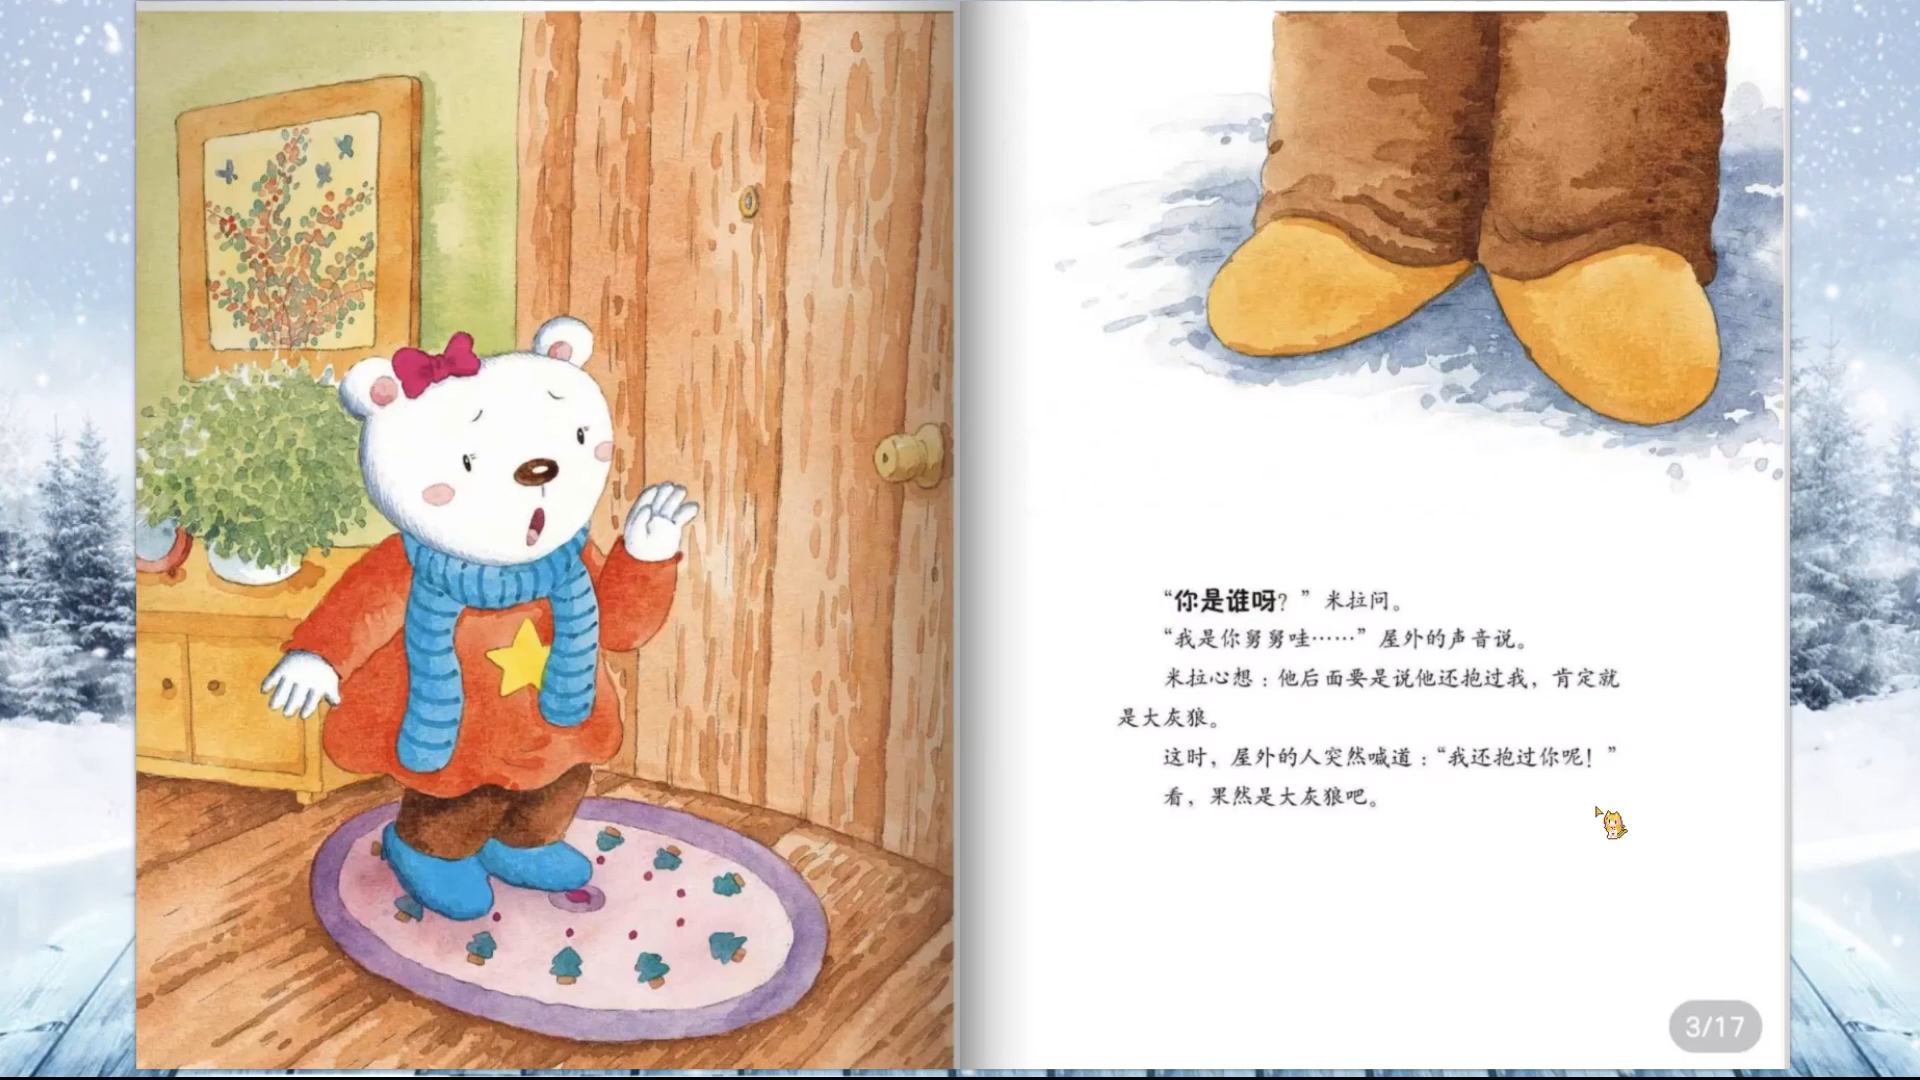 “你是谁呀？”米拉问。
“我是你舅舅哇……”屋外的声音说。
米拉心想：他后面要是说他还抱过我，肯定就
是大灰狼。
这时，屋外的人突然喊道：“我还抱过你呢！”
看，果然是大灰狼吧。
3/17